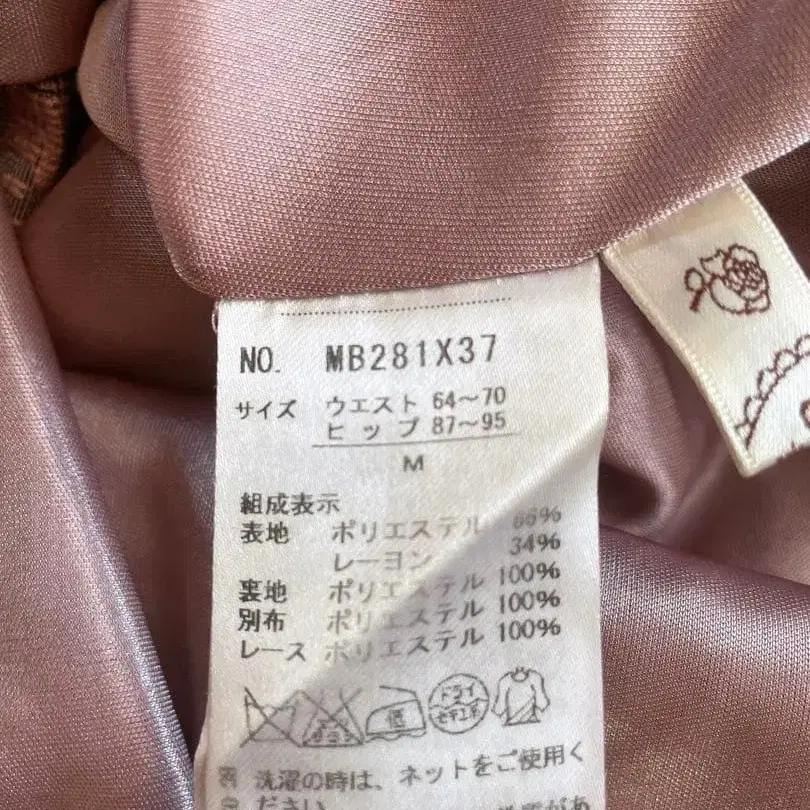 NO. MB281X37
サイズ ウエスト 64〜70
ヒップ 87〜95
M
組成表示
表地 ポリエステル 66%
レーヨン 34%
裏地 ポリエステル 100%
別布 ポリエステル 100%
レース ポリエステル 100%
低 ドライ
セキユ系
洗濯の時は、ネットをご使用く
ださい